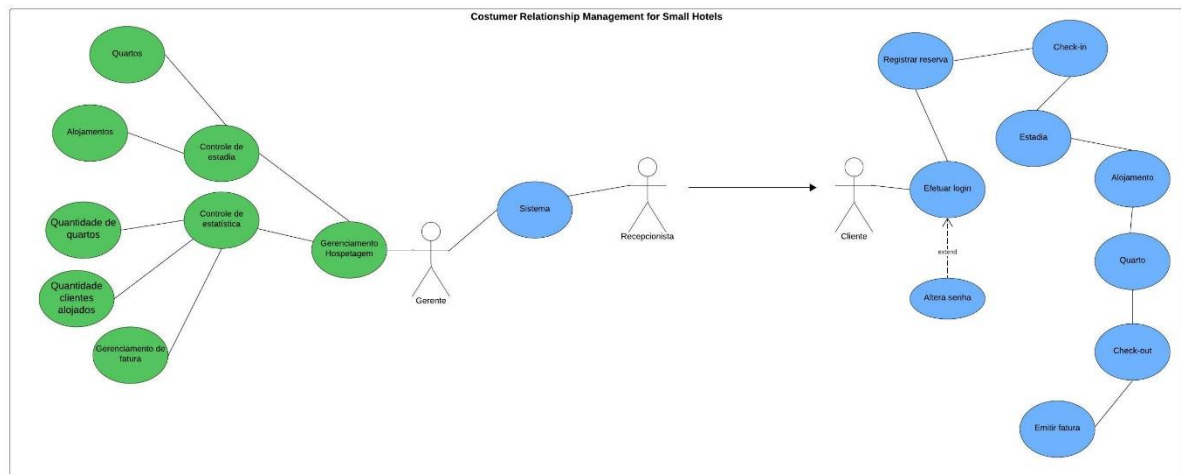 Costumer Relationship Management for Small Hotels
Quartos
Alojamentos
Controle de
estadia
Quantidade de
quartos
Controle de
estatística
Quantidade
clientes
alojados
Gerenciamento de
fatura
Gerenciamento
Hospetagem
Gerente
Sistema
Recepcionista
Cliente
Registrar reserva
Check-in
Estadia
Efetuar login
Alojamento
extend
Altera senha
Quarto
Check-out
Emitir fatura